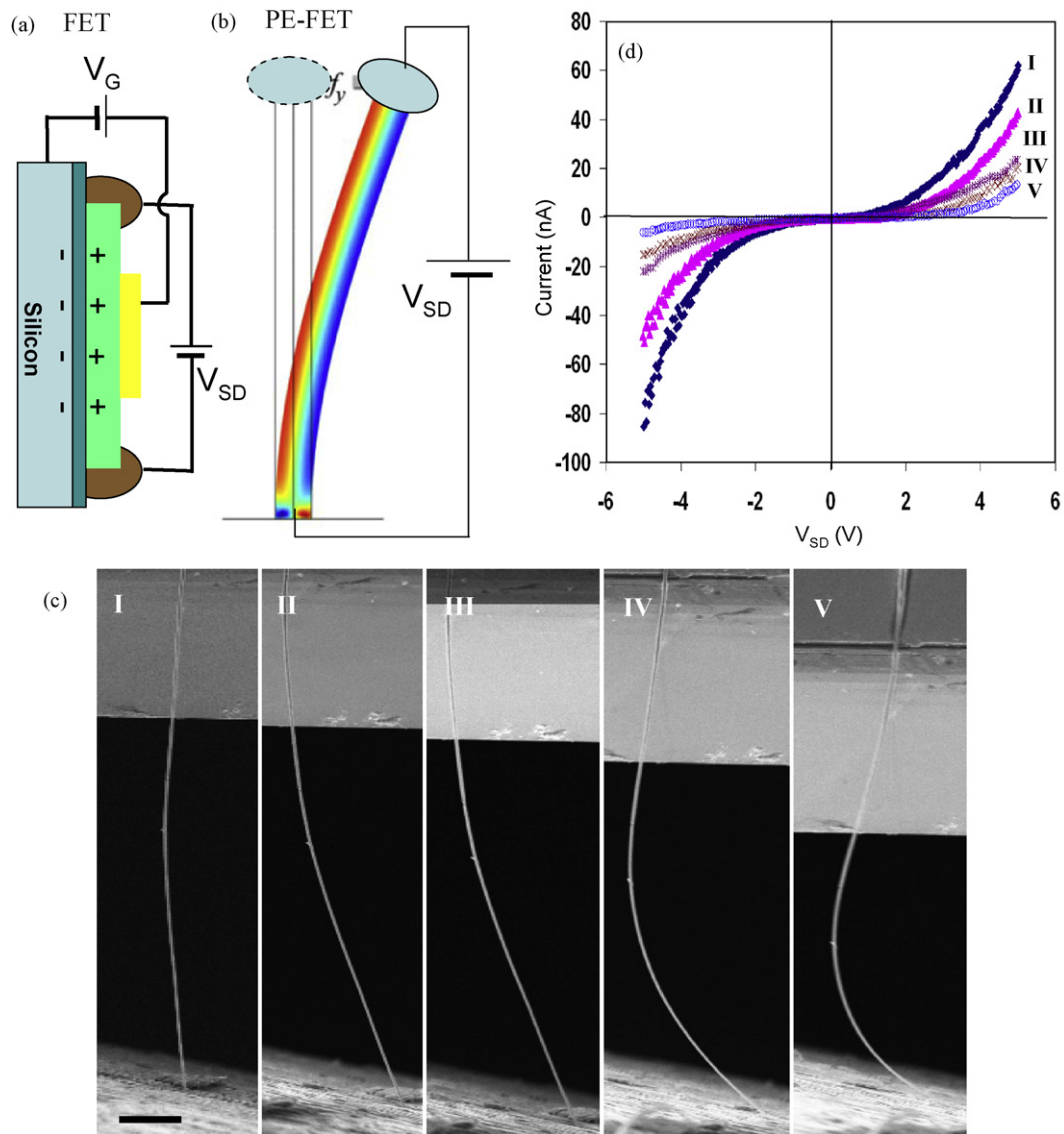 (a) FET
V_G
Silicon
- +
- +
- +
- +
V_SD
(b) PE-FET
f_y
V_SD
(d)
Current (nA)
80
60
40
20
0
-20
-40
-60
-80
-100
-6 -4 -2 0 2 4 6
V_SD (V)
I
II
III
IV
V
(c)
I II III IV V